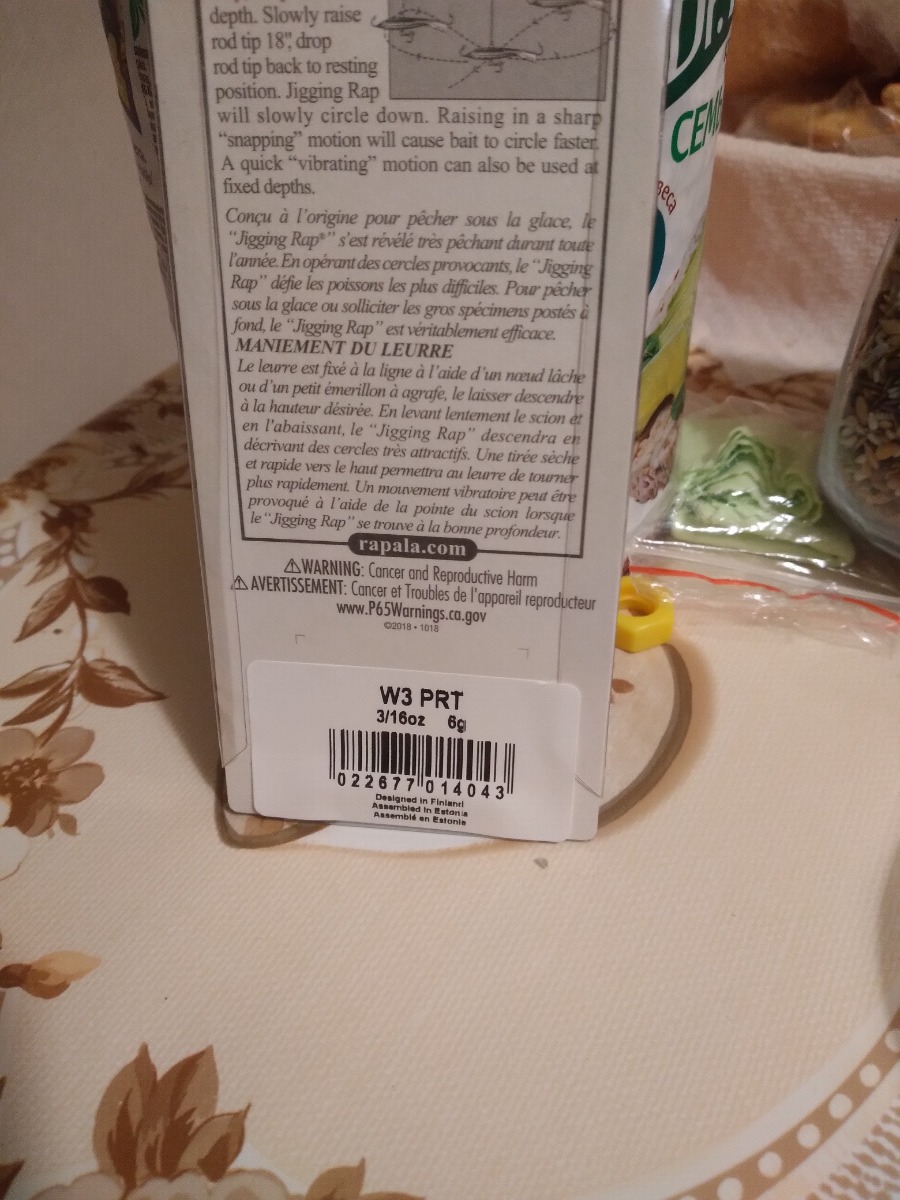 depth. Slowly raise
rod tip 18", drop
rod tip back to resting
position. Jigging Rap
will slowly circle down. Raising in a sharp
“snapping” motion will cause bait to circle faster.
A quick “vibrating” motion can also be used at
fixed depths.
Conçu à l'origine pour pêcher sous la glace, le
“Jigging Rap®” s'est révélé très pêchant durant toute
l'année. En opérant des cercles provocants, le “Jigging
Rap” défie les poissons les plus difficiles. Pour pêcher
sous la glace ou solliciter les gros spécimens postés à
fond, le “Jigging Rap” est véritablement efficace.
MANIEMENT DU LEURRE
Le leurre est fixé à la ligne à l'aide d'un nœud lâche
ou d'un petit émerillon à agrafe, le laisser descendre
à la hauteur désirée. En levant lentement le scion et
en l'abaissant, le “Jigging Rap” descendra en
décrivant des cercles très attractifs. Une tirée sèche
et rapide vers le haut permettra au leurre de tourner
plus rapidement. Un mouvement vibratoire peut être
provoqué à l'aide de la pointe du scion lorsque
le “Jigging Rap” se trouve à la bonne profondeur.
rapala.com
⚠WARNING: Cancer and Reproductive Harm
⚠AVERTISSEMENT: Cancer et Troubles de l'appareil reproducteur
www.P65Warnings.ca.gov
©2018 • 1018
W3 PRT
3/16oz 6g
022677 014043
Designed in Finland
Assembled in Estonia
Assemblé en Estonie